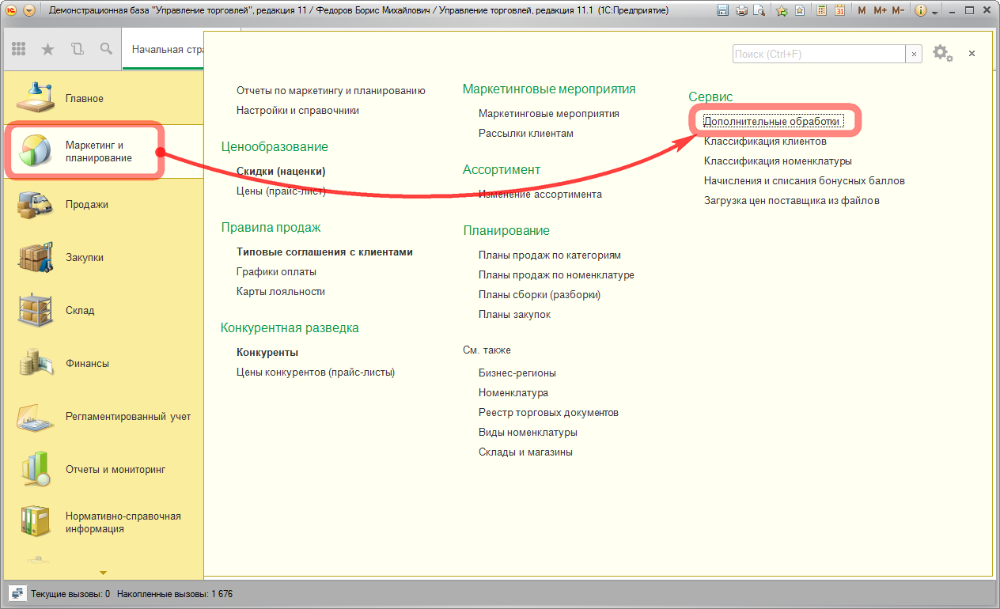 Демонстрационная база "Управление торговлей", редакция 11 / Федоров Борис Михайлович / Управление торговлей, редакция 11.1 (1С:Предприятие)
M M+ M-
31
Начальная стра
Поиск (Ctrl+F)
Главное
Маркетинг и
планирование
Продажи
Закупки
Склад
Финансы
Регламентированный учет
Отчеты и мониторинг
Нормативно-справочная
информация
Отчеты по маркетингу и планированию
Настройки и справочники
Ценообразование
Скидки (наценки)
Цены (прайс-лист)
Правила продаж
Типовые соглашения с клиентами
Графики оплаты
Карты лояльности
Конкурентная разведка
Конкуренты
Цены конкурентов (прайс-листы)
Маркетинговые мероприятия
Маркетинговые мероприятия
Рассылки клиентам
Ассортимент
Изменение ассортимента
Планирование
Планы продаж по категориям
Планы продаж по номенклатуре
Планы сборки (разборки)
Планы закупок
См. также
Бизнес-регионы
Номенклатура
Реестр торговых документов
Виды номенклатуры
Склады и магазины
Сервис
Дополнительные обработки
Классификация клиентов
Классификация номенклатуры
Начисления и списания бонусных баллов
Загрузка цен поставщика из файлов
Текущие вызовы: 0 Накопленные вызовы: 1 676